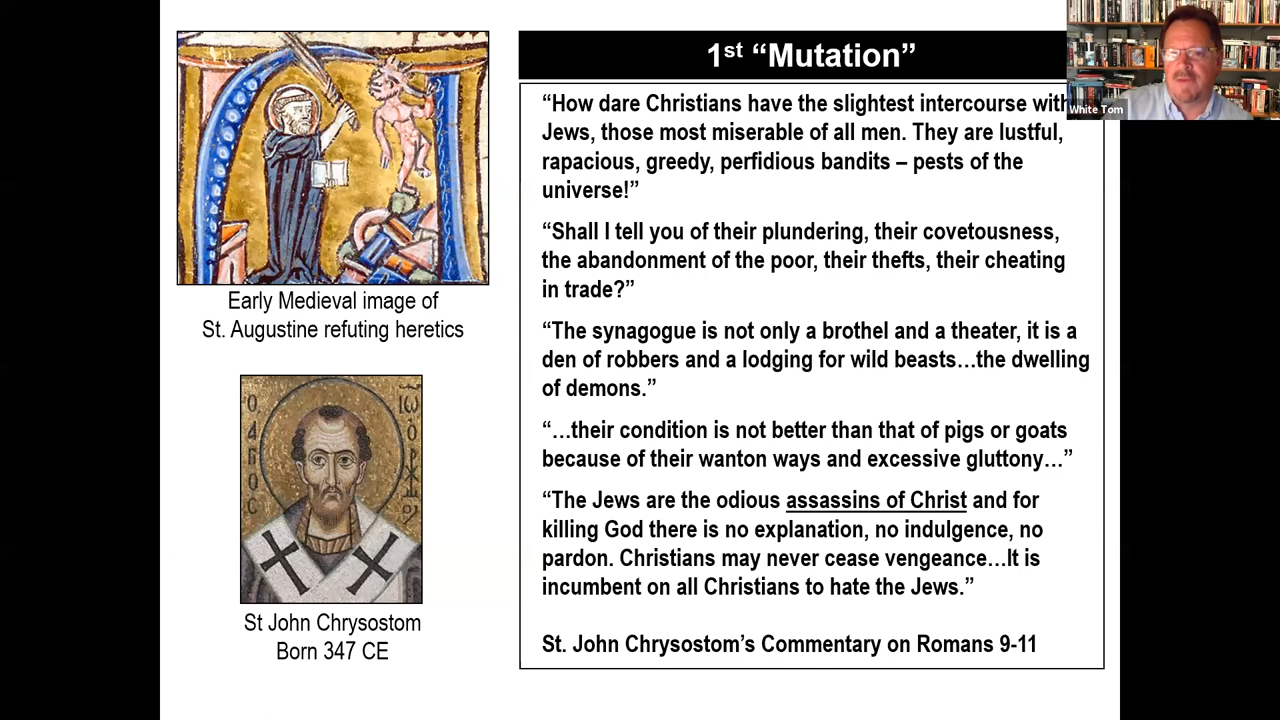 1st “Mutation”
White Tom
“How dare Christians have the slightest intercourse with
Jews, those most miserable of all men. They are lustful,
rapacious, greedy, perfidious bandits – pests of the
universe!”
“Shall I tell you of their plundering, their covetousness,
the abandonment of the poor, their thefts, their cheating
in trade?”
“The synagogue is not only a brothel and a theater, it is a
den of robbers and a lodging for wild beasts…the dwelling
of demons.”
“…their condition is not better than that of pigs or goats
because of their wanton ways and excessive gluttony…”
“The Jews are the odious assassins of Christ and for
killing God there is no explanation, no indulgence, no
pardon. Christians may never cease vengeance…It is
incumbent on all Christians to hate the Jews.”
St. John Chrysostom’s Commentary on Romans 9-11
Early Medieval image of
St. Augustine refuting heretics
St John Chrysostom
Born 347 CE